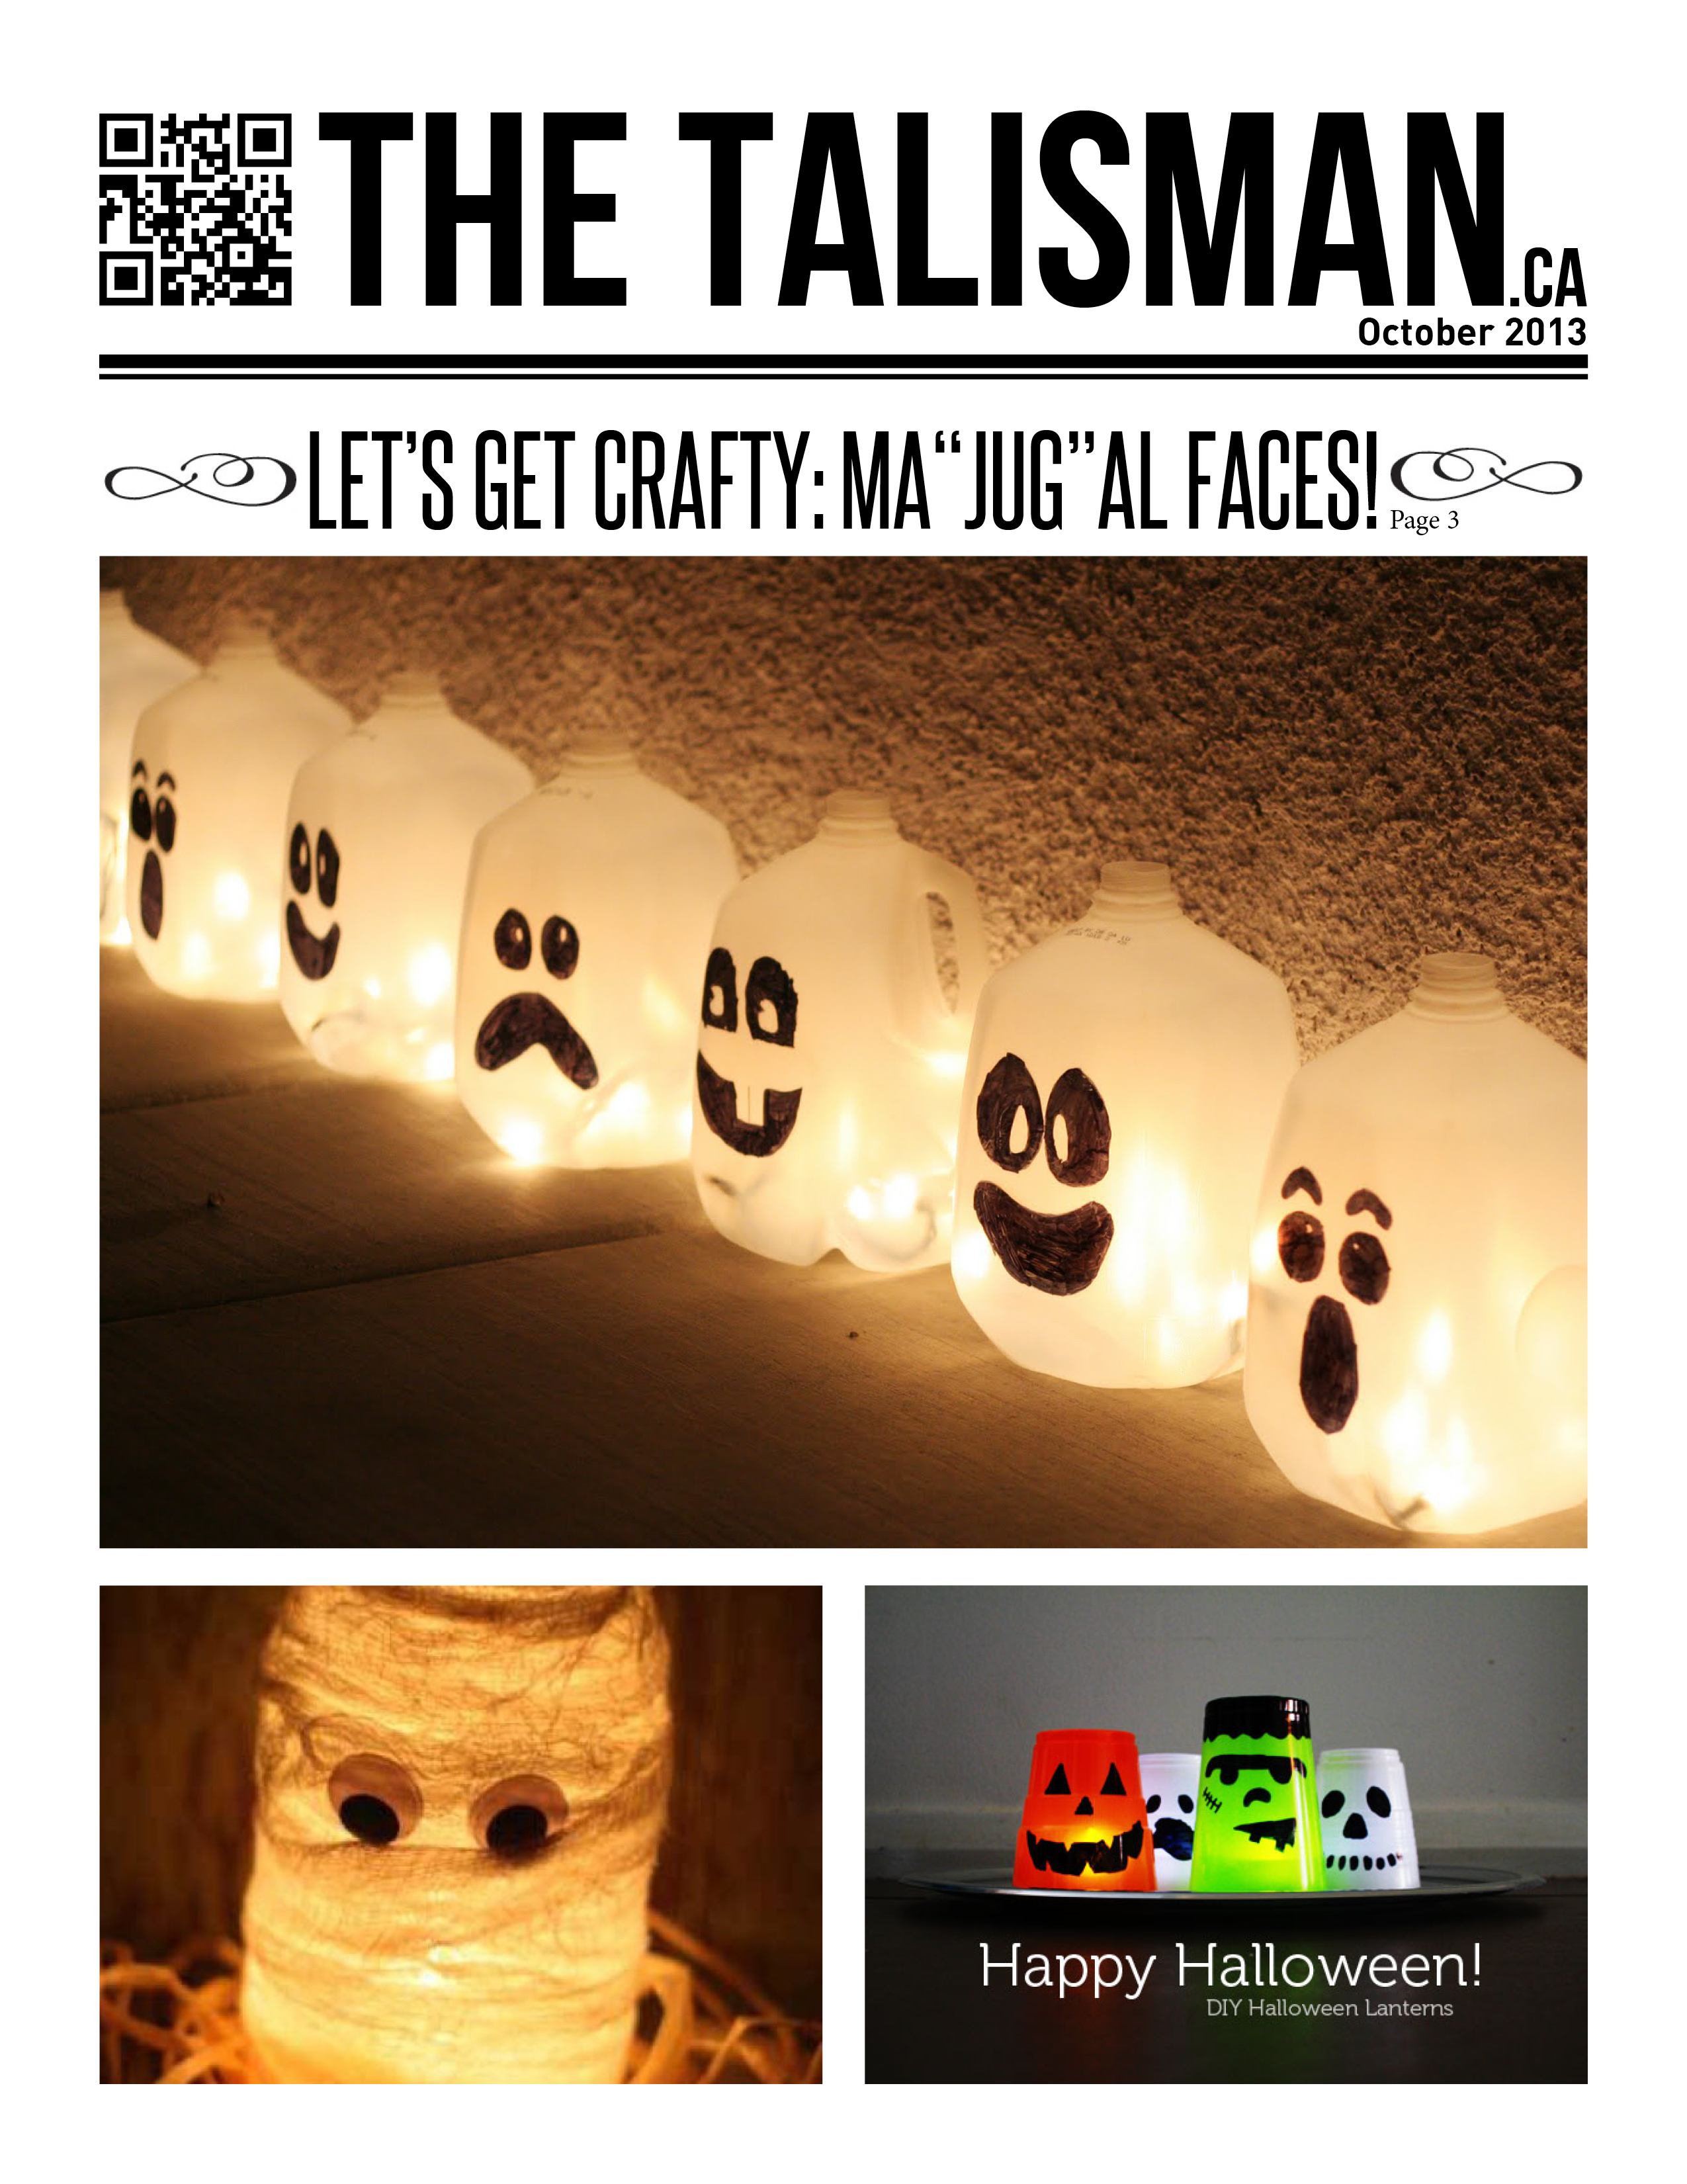 THE TALISMAN.CA
October 2013
LET’S GET CRAFTY: MA“JUG”AL FACES!
Page 3
Happy Halloween!
DIY Halloween Lanterns